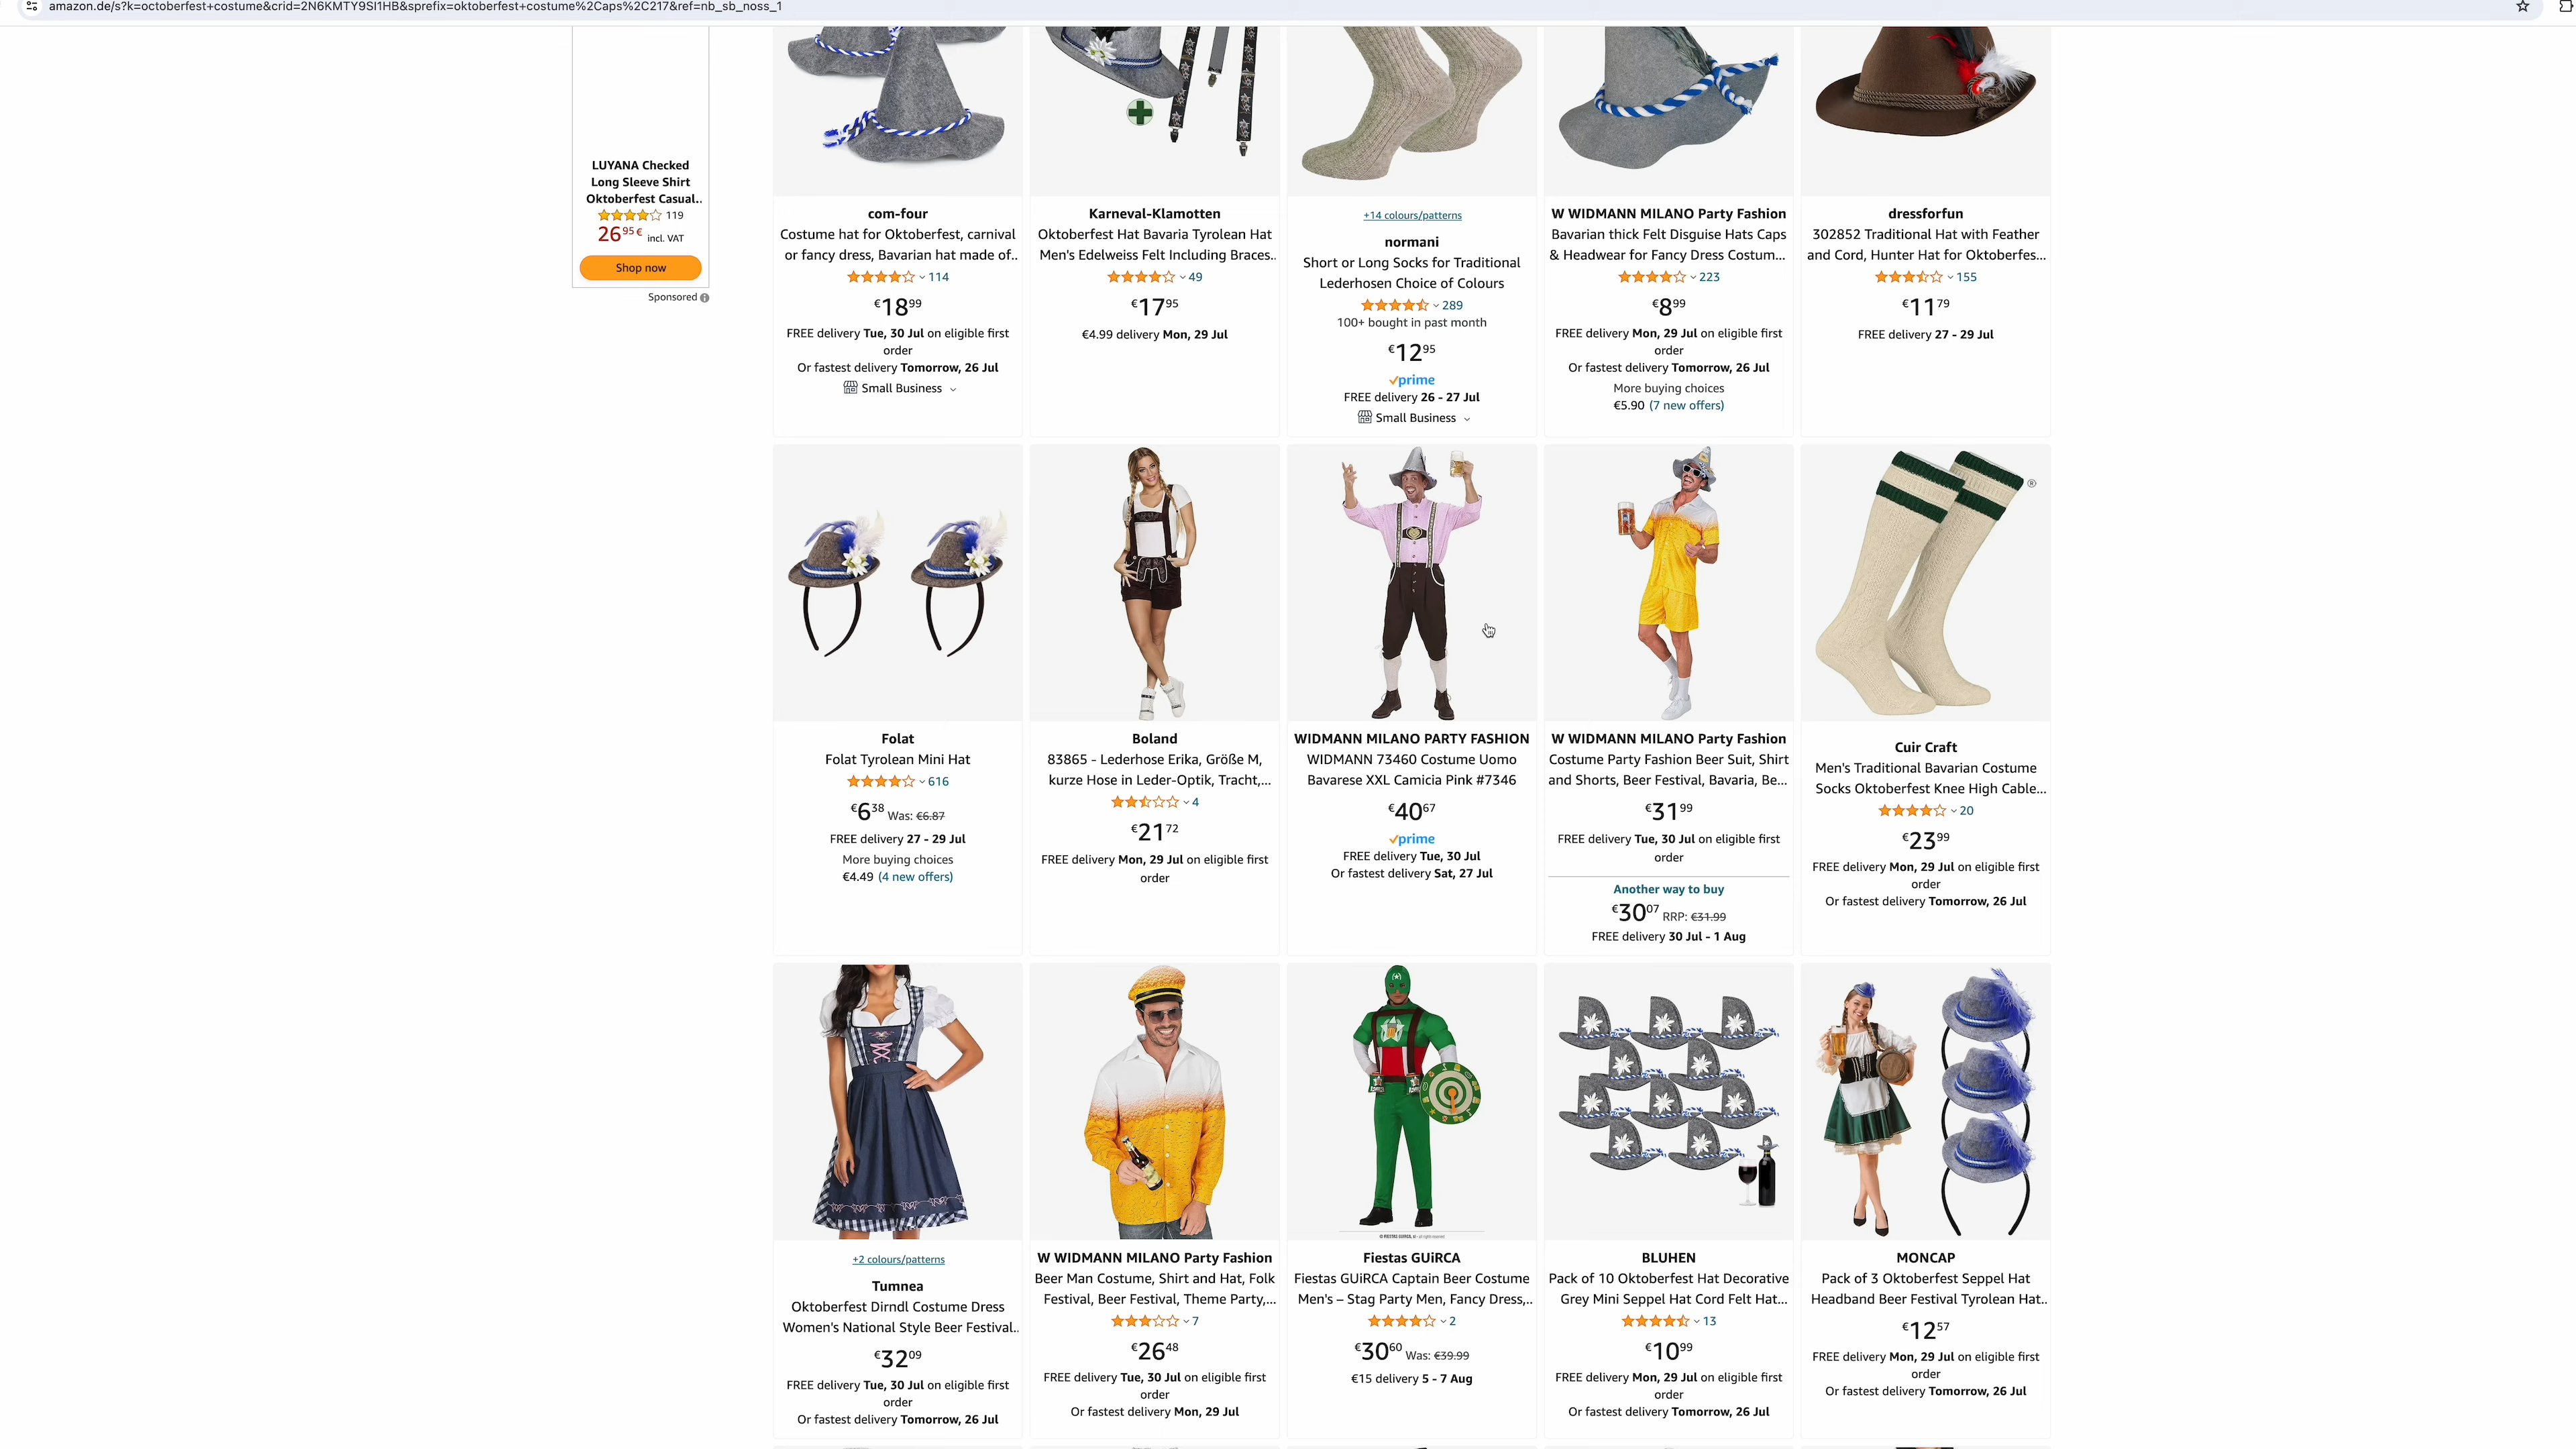 amazon.de/s?k=octoberfest+costume&crid=2N6KMTY9SI1HB&sprefix=oktoberfest+costume%2Caps%2C217&ref=nb_sb_noss_1
LUYANA Checked
Long Sleeve Shirt
Oktoberfest Casual..
119
26 95 € incl. VAT
Shop now
Sponsored
com-four
Costume hat for Oktoberfest, carnival
or fancy dress, Bavarian hat made of..
114
€18 99
FREE delivery Tue, 30 Jul on eligible first
order
Or fastest delivery Tomorrow, 26 Jul
Small Business
Karneval-Klamotten
Oktoberfest Hat Bavaria Tyrolean Hat
Men's Edelweiss Felt Including Braces..
49
€17 95
€4.99 delivery Mon, 29 Jul
+14 colours/patterns
normani
Short or Long Socks for Traditional
Lederhosen Choice of Colours
289
100+ bought in past month
€12 95
prime
FREE delivery 26 - 27 Jul
Small Business
W WIDMANN MILANO Party Fashion
Bavarian thick Felt Disguise Hats Caps
& Headwear for Fancy Dress Costum...
223
€8 99
FREE delivery Mon, 29 Jul on eligible first
order
Or fastest delivery Tomorrow, 26 Jul
More buying choices
€5.90 (7 new offers)
dressforfun
302852 Traditional Hat with Feather
and Cord, Hunter Hat for Oktoberfes...
155
€11 79
FREE delivery 27 - 29 Jul
Folat
Folat Tyrolean Mini Hat
616
€6 38 Was: €6.87
FREE delivery 27 - 29 Jul
More buying choices
€4.49 (4 new offers)
Boland
83865 - Lederhose Erika, Größe M,
kurze Hose in Leder-Optik, Tracht,...
4
€21 72
FREE delivery Mon, 29 Jul on eligible first
order
WIDMANN MILANO PARTY FASHION
WIDMANN 73460 Costume Uomo
Bavarese XXL Camicia Pink #7346
€40 67
prime
FREE delivery Tue, 30 Jul
Or fastest delivery Sat, 27 Jul
W WIDMANN MILANO Party Fashion
Costume Party Fashion Beer Suit, Shirt
and Shorts, Beer Festival, Bavaria, Be...
€31 99
FREE delivery Tue, 30 Jul on eligible first
order
Another way to buy
€30 07 RRP: €31.99
FREE delivery 30 Jul - 1 Aug
®
Cuir Craft
Men's Traditional Bavarian Costume
Socks Oktoberfest Knee High Cable...
20
€23 99
FREE delivery Mon, 29 Jul on eligible first
order
Or fastest delivery Tomorrow, 26 Jul
+2 colours/patterns
Tumnea
Oktoberfest Dirndl Costume Dress
Women's National Style Beer Festival..
€32 09
FREE delivery Tue, 30 Jul on eligible first
order
Or fastest delivery Tomorrow, 26 Jul
W WIDMANN MILANO Party Fashion
Beer Man Costume, Shirt and Hat, Folk
Festival, Beer Festival, Theme Party,...
7
€26 48
FREE delivery Tue, 30 Jul on eligible first
order
Or fastest delivery Mon, 29 Jul
Fiestas GUiRCA
Fiestas GUiRCA Captain Beer Costume
Men's – Stag Party Men, Fancy Dress,..
2
€30 60 Was: €39.99
€15 delivery 5 - 7 Aug
BLUHEN
Pack of 10 Oktoberfest Hat Decorative
Grey Mini Seppel Hat Cord Felt Hat...
13
€10 99
FREE delivery Mon, 29 Jul on eligible first
order
Or fastest delivery Tomorrow, 26 Jul
MONCAP
Pack of 3 Oktoberfest Seppel Hat
Headband Beer Festival Tyrolean Hat..
€12 57
FREE delivery Mon, 29 Jul on eligible first
order
Or fastest delivery Tomorrow, 26 Jul